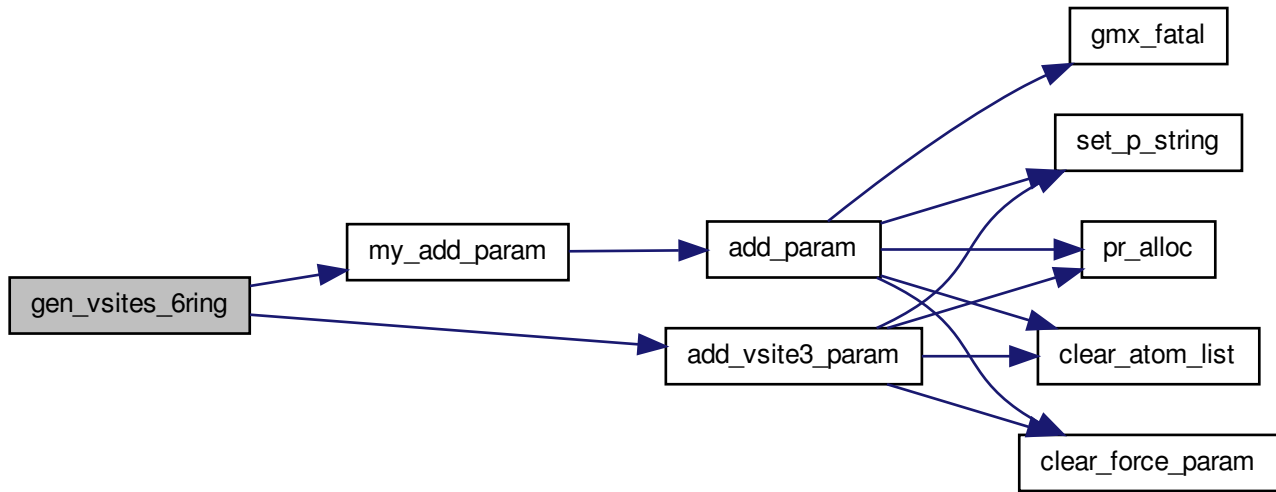 gmx_fatal
set_p_string
my_add_param
add_param
pr_alloc
gen_vsites_6ring
add_vsite3_param
clear_atom_list
clear_force_param